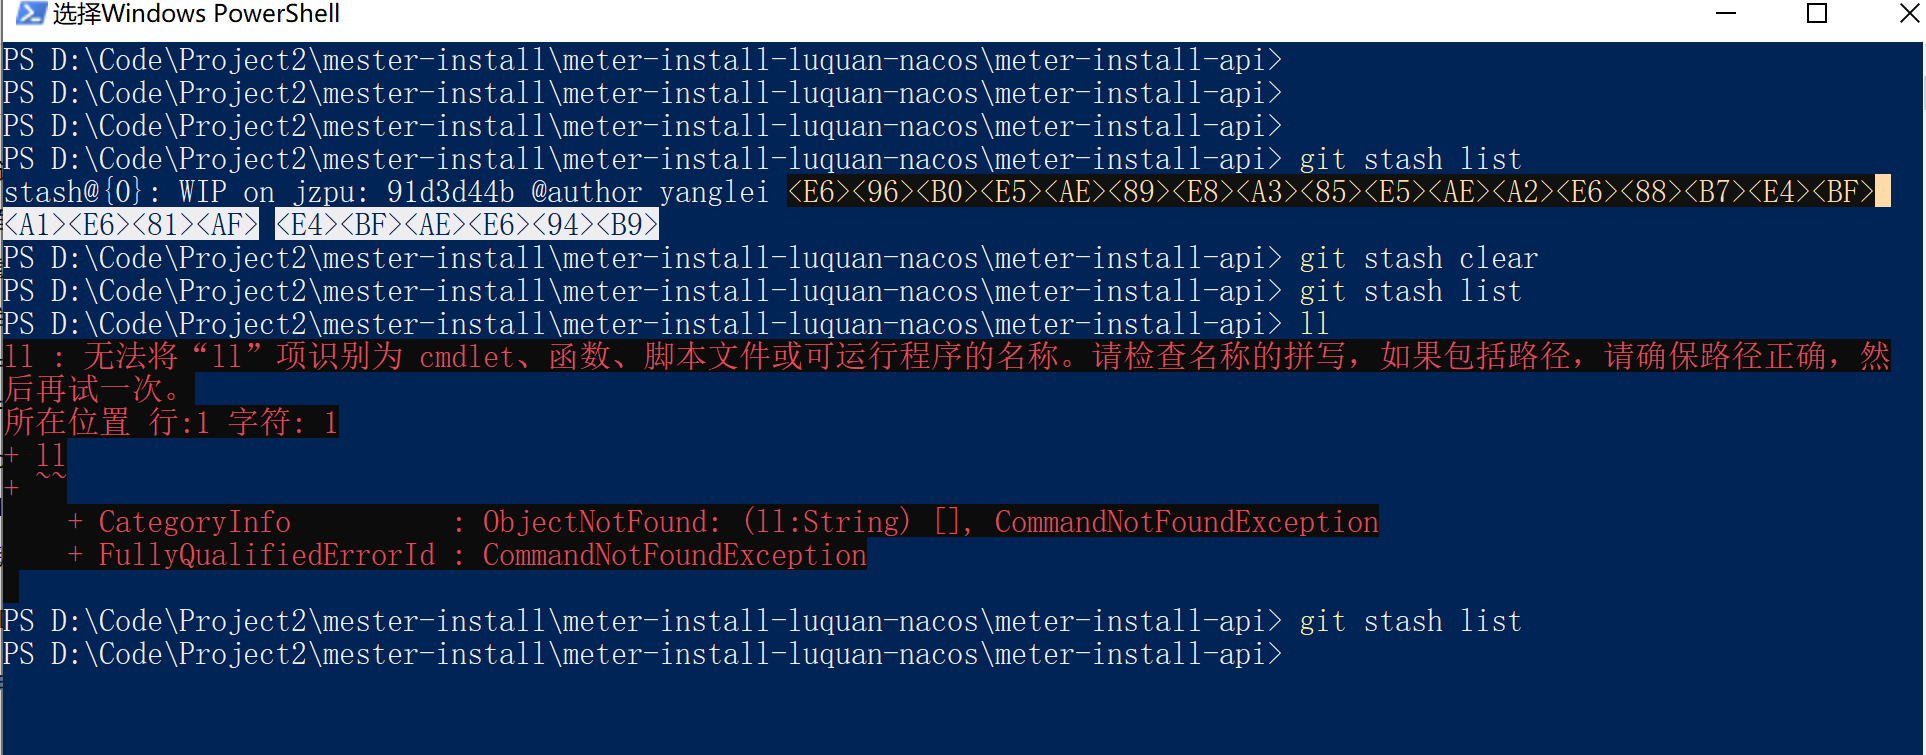 选择Windows PowerShell
PS D:\Code\Project2\mester-install\meter-install-luquan-nacos\meter-install-api>
PS D:\Code\Project2\mester-install\meter-install-luquan-nacos\meter-install-api>
PS D:\Code\Project2\mester-install\meter-install-luquan-nacos\meter-install-api>
PS D:\Code\Project2\mester-install\meter-install-luquan-nacos\meter-install-api> git stash list
stash@{0}: WIP on jzpu: 91d3d44b @author yanglei <E6><96><B0><E5><AE><89><E8><A3><85><E5><AE><A2><E6><88><B7><E4><BF>
<A1><E6><81><AF> <E4><BF><AE><E6><94><B9>
PS D:\Code\Project2\mester-install\meter-install-luquan-nacos\meter-install-api> git stash clear
PS D:\Code\Project2\mester-install\meter-install-luquan-nacos\meter-install-api> git stash list
PS D:\Code\Project2\mester-install\meter-install-luquan-nacos\meter-install-api> ll
ll : 无法将“ll”项识别为 cmdlet、函数、脚本文件或可运行程序的名称。请检查名称的拼写，如果包括路径，请确保路径正确，然
后再试一次。
所在位置 行:1 字符: 1
+ ll
+ ~~
    + CategoryInfo          : ObjectNotFound: (ll:String) [], CommandNotFoundException
    + FullyQualifiedErrorId : CommandNotFoundException
PS D:\Code\Project2\mester-install\meter-install-luquan-nacos\meter-install-api> git stash list
PS D:\Code\Project2\mester-install\meter-install-luquan-nacos\meter-install-api>